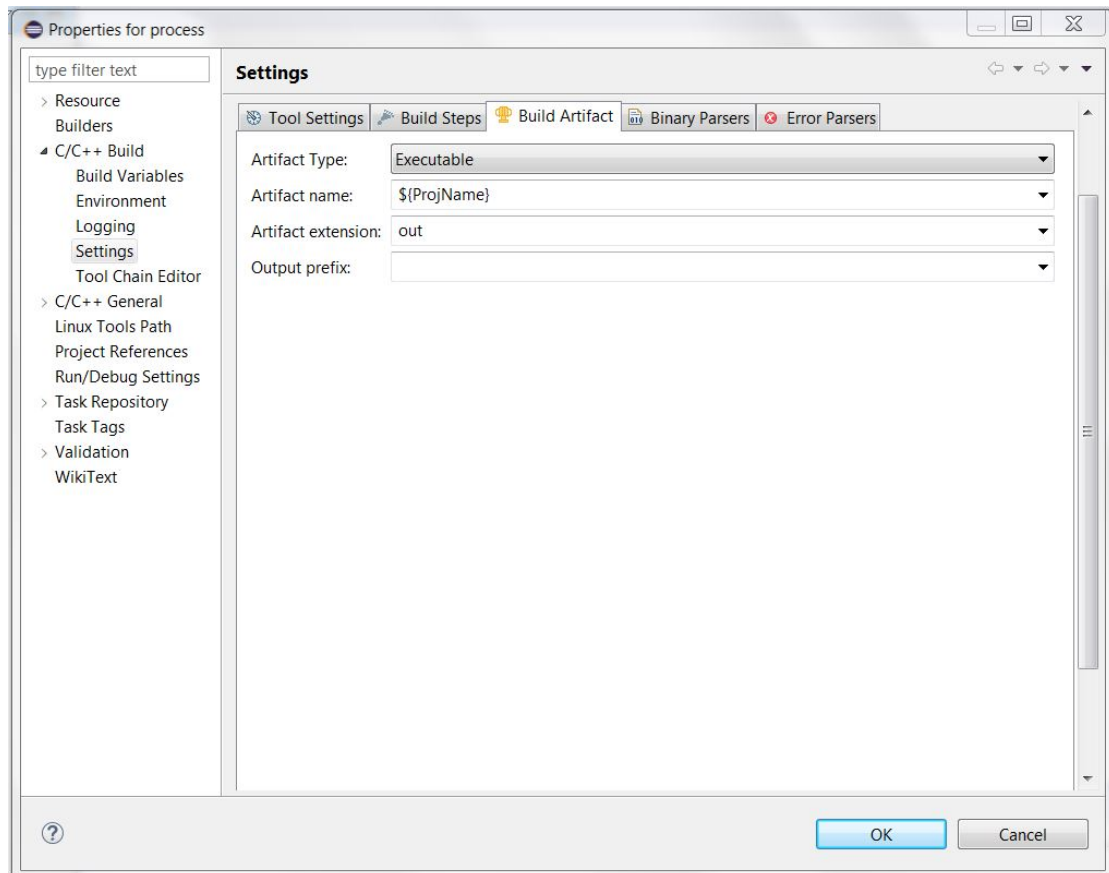 Properties for process
type filter text
Resource
Builders
C/C++ Build
Build Variables
Environment
Logging
Settings
Tool Chain Editor
C/C++ General
Linux Tools Path
Project References
Run/Debug Settings
Task Repository
Task Tags
Validation
WikiText
Settings
Tool Settings Build Steps Build Artifact Binary Parsers Error Parsers
Artifact Type: Executable
Artifact name: ${ProjName}
Artifact extension: out
Output prefix:
OK Cancel